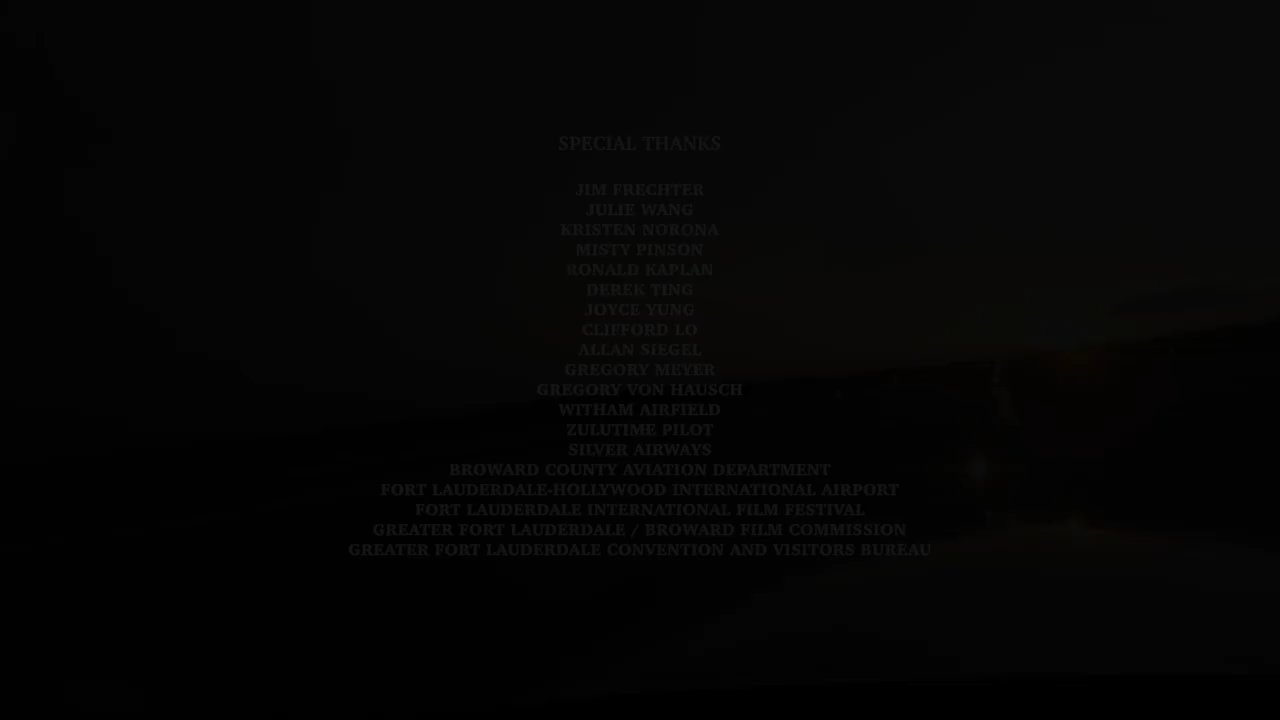 SPECIAL THANKS
JIM FRECHTER
JULIE WANG
KRISTEN NORONA
MISTY PINSON
RONALD KAPLAN
DEREK TING
JOYCE YUNG
CLIFFORD LO
ALLAN SIEGEL
GREGORY MEYER
GREGORY VON HAUSCH
WITHAM AIRFIELD
ZULUTIME PILOT
SILVER AIRWAYS
BROWARD COUNTY AVIATION DEPARTMENT
FORT LAUDERDALE-HOLLYWOOD INTERNATIONAL AIRPORT
FORT LAUDERDALE INTERNATIONAL FILM FESTIVAL
GREATER FORT LAUDERDALE / BROWARD FILM COMMISSION
GREATER FORT LAUDERDALE CONVENTION AND VISITORS BUREAU